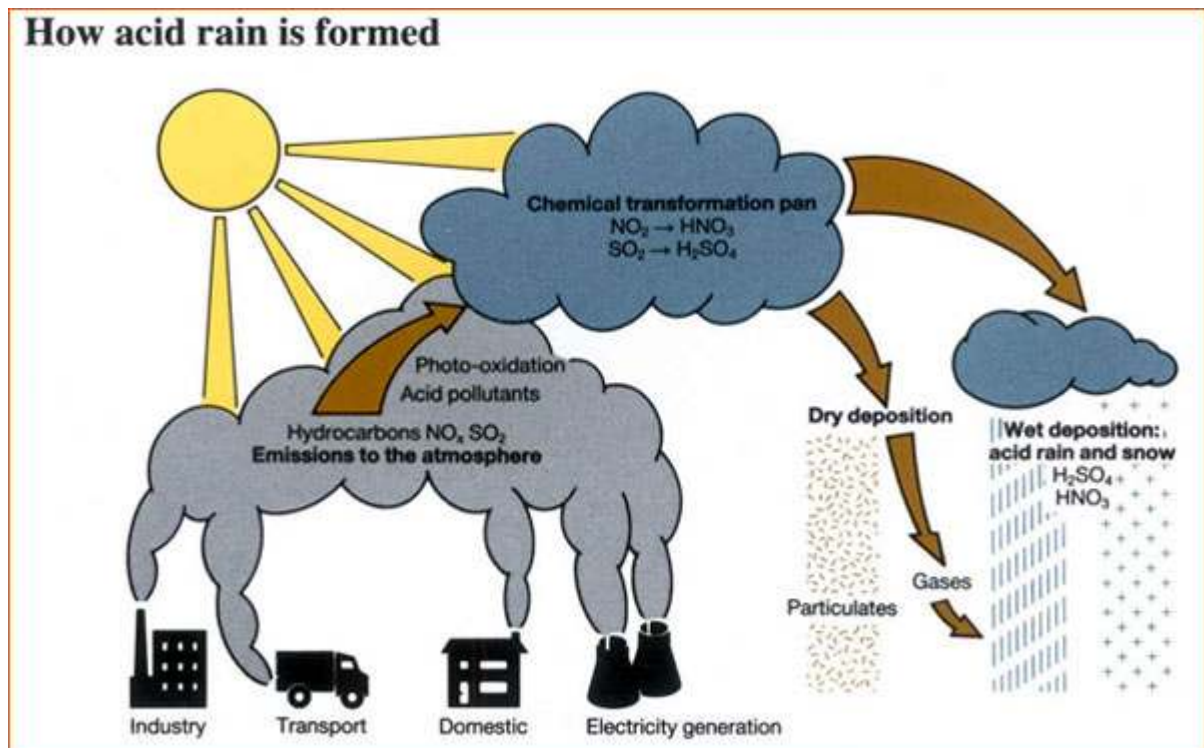 How acid rain is formed
Chemical transformation pan
NO₂ → HNO₃
SO₂ → H₂SO₄
Photo-oxidation
Acid pollutants
Hydrocarbons NOₓ SO₂
Emissions to the atmosphere
Dry deposition
Wet deposition:
acid rain and snow
H₂SO₄
HNO₃
Gases
Particulates
Industry
Transport
Domestic
Electricity generation